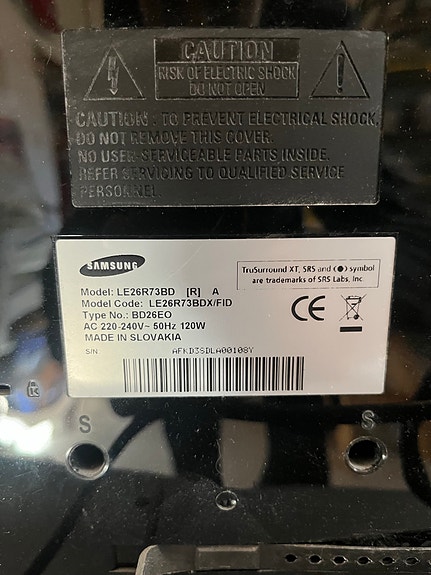 CAUTION
RISK OF ELECTRIC SHOCK
DO NOT OPEN
CAUTION : TO PREVENT ELECTRICAL SHOCK,
DO NOT REMOVE THIS COVER.
NO USER-SERVICEABLE PARTS INSIDE.
REFER SERVICING TO QUALIFIED SERVICE
PERSONNEL.
SAMSUNG
TruSurround XT, SRS and (●) symbol
are trademarks of SRS Labs, Inc.
Model: LE26R73BD [R] A
Model Code: LE26R73BDX/FID
Type No.: BD26EO
AC 220-240V~ 50Hz 120W
MADE IN SLOVAKIA
CE
S/N AFKD3SDLA00108Y
K
S S